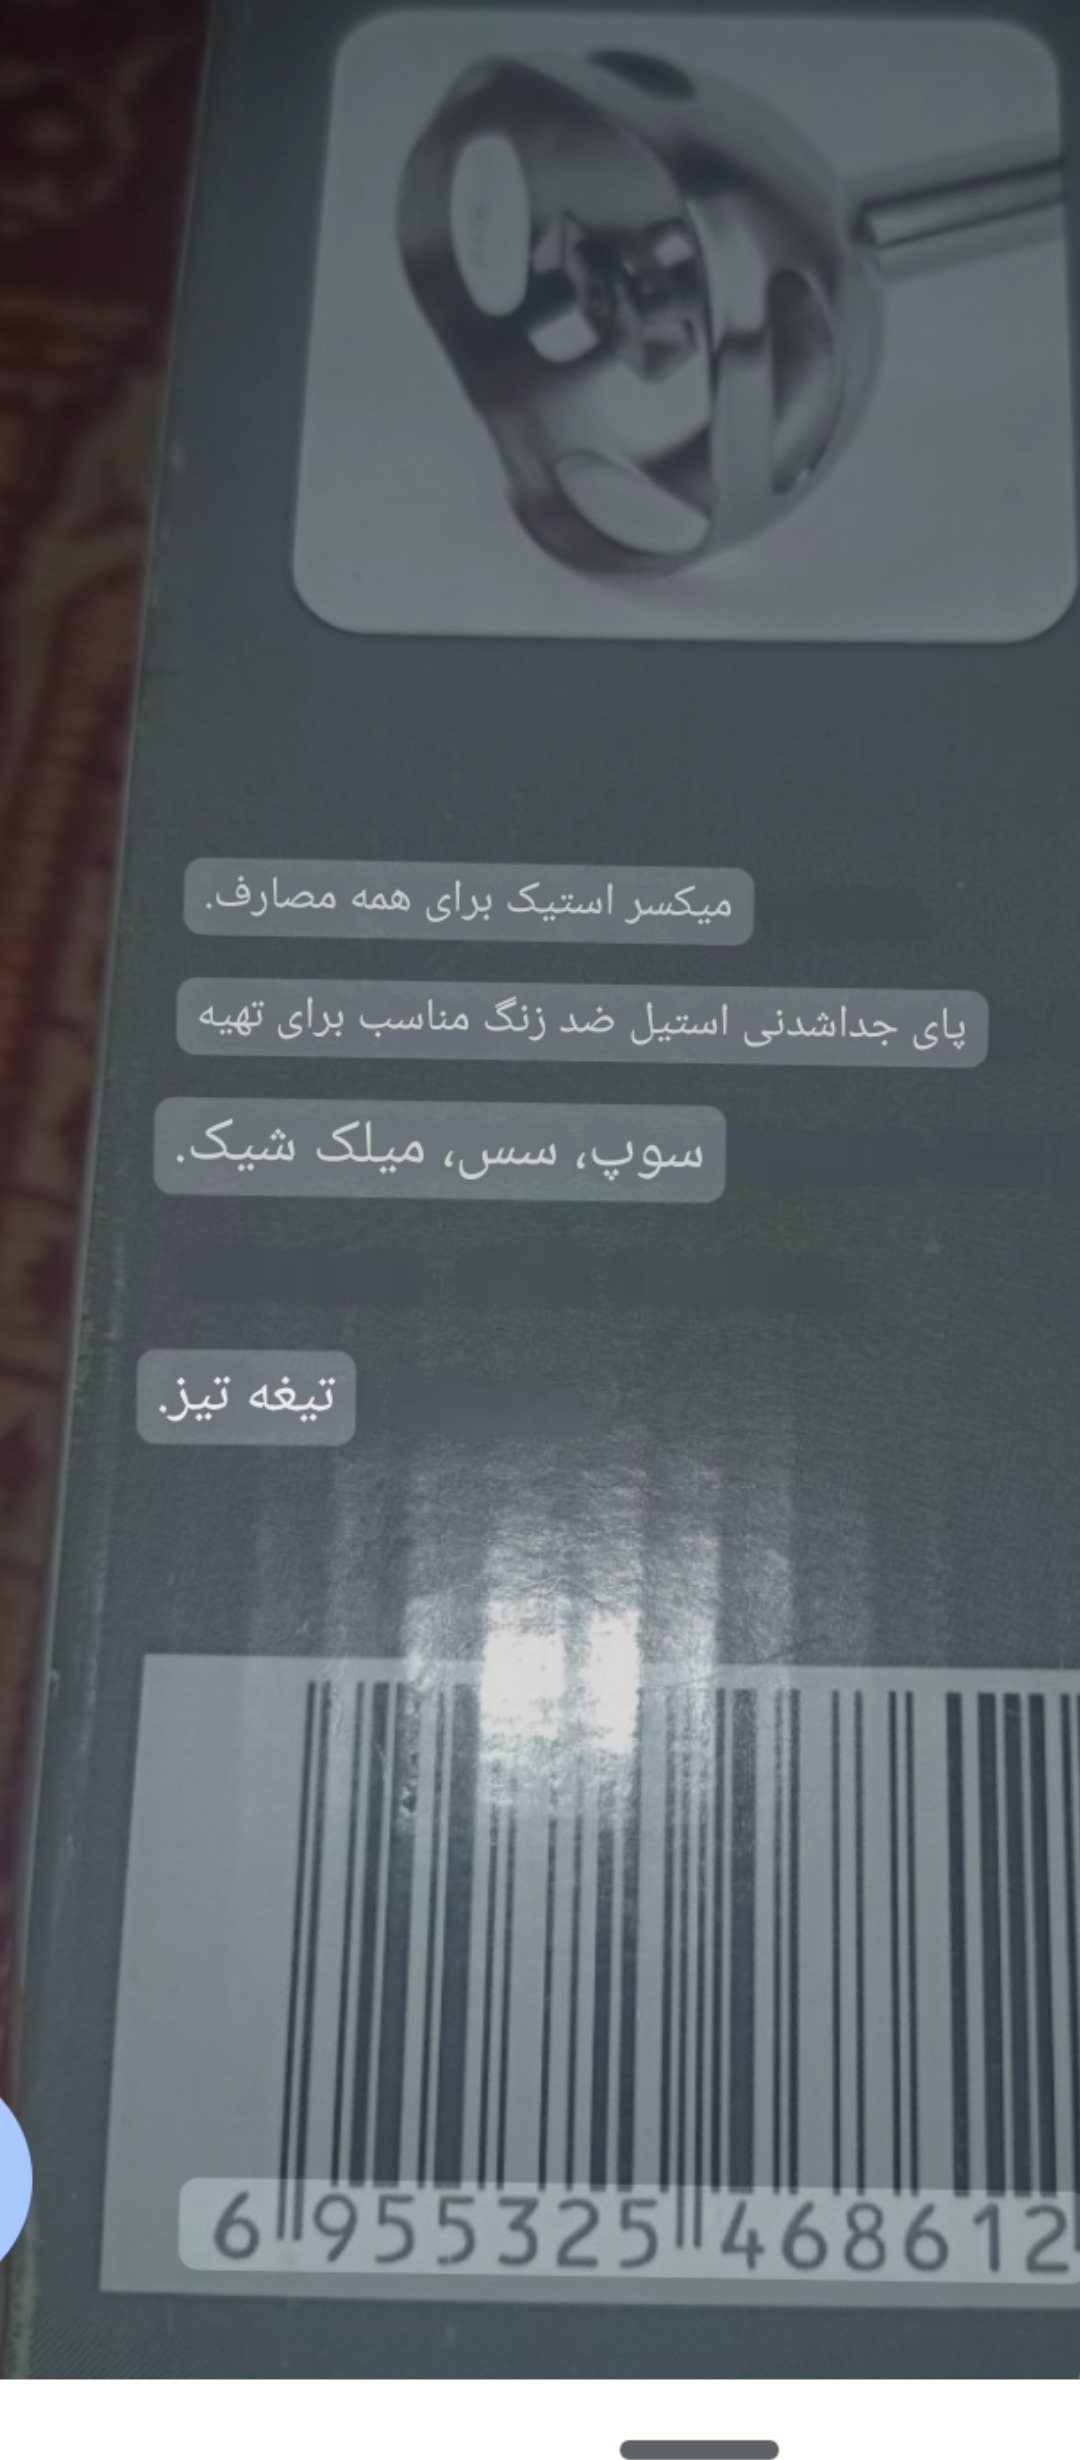 میکسر استیک برای همه مصارف.
پای جداشدنی استیل ضد زنگ مناسب برای تهیه
سوپ، سس، میلک شیک.
تیغه تیز.
6 955325 468612